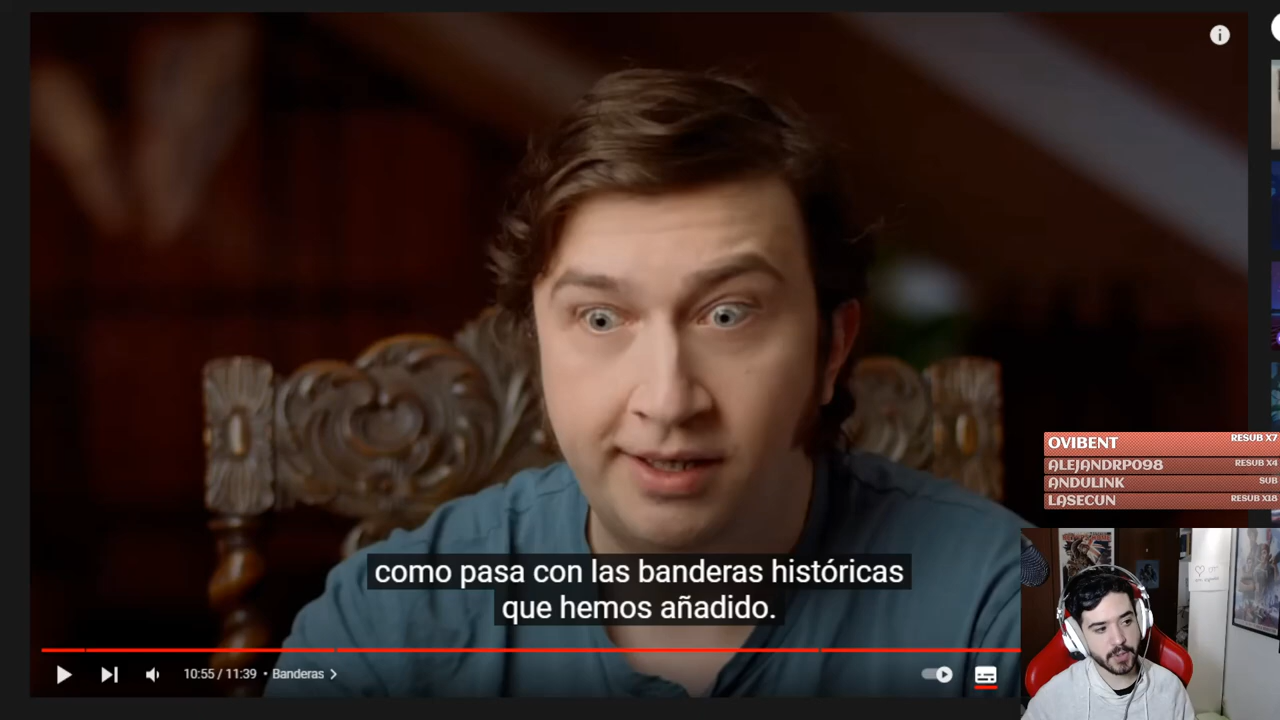 OVIBENT RESUB X7
ALEJANDRP098 RESUB X4
ANDULINK SUB
LASECUN RESUB X18
como pasa con las banderas históricas
que hemos añadido.
10:55 / 11:39 • Banderas